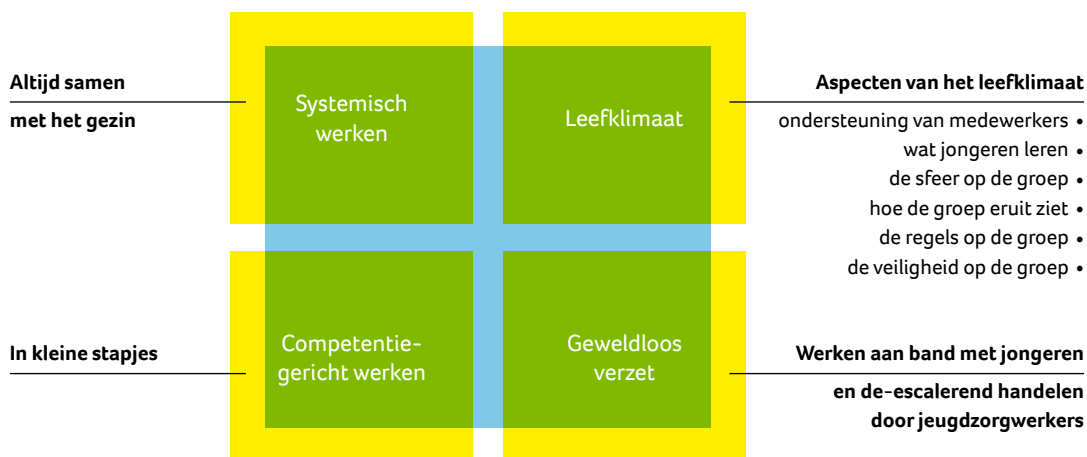 Altijd samen
met het gezin
Systemisch
werken
Leefklimaat
Aspecten van het leefklimaat
ondersteuning van medewerkers •
wat jongeren leren •
de sfeer op de groep •
hoe de groep eruit ziet •
de regels op de groep •
de veiligheid op de groep •
In kleine stapjes
Competentie-
gericht werken
Geweldloos
verzet
Werken aan band met jongeren
en de-escalerend handelen
door jeugdzorgwerkers